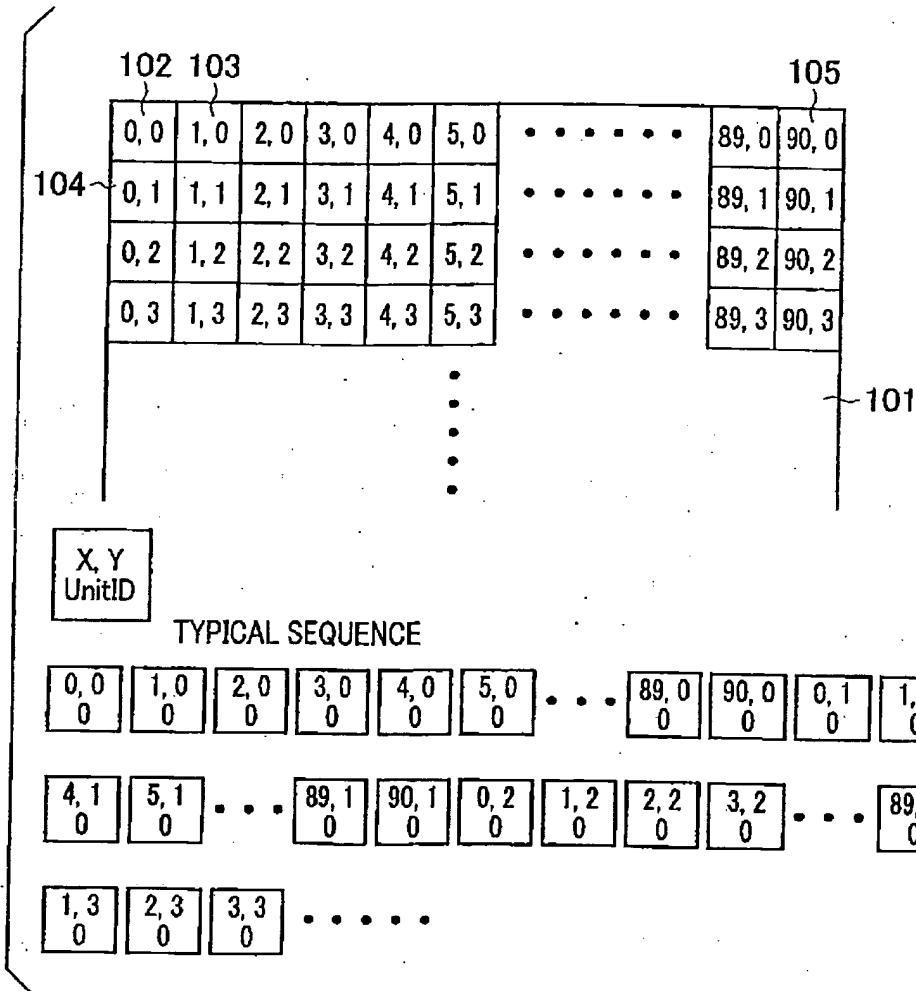 102 103 105
0, 0 1, 0 2, 0 3, 0 4, 0 5, 0 • • • • • • 89, 0 90, 0
104 0, 1 1, 1 2, 1 3, 1 4, 1 5, 1 • • • • • • 89, 1 90, 1
0, 2 1, 2 2, 2 3, 2 4, 2 5, 2 • • • • • • 89, 2 90, 2
0, 3 1, 3 2, 3 3, 3 4, 3 5, 3 • • • • • • 89, 3 90, 3
101
X, Y
UnitID
TYPICAL SEQUENCE
0, 0 1, 0 2, 0 3, 0 4, 0 5, 0 • • • 89, 0 90, 0 0, 1 1,
0 0 0 0 0 0 0 0 0 0
4, 1 5, 1 • • • 89, 1 90, 1 0, 2 1, 2 2, 2 3, 2 • • • 89,
0 0 0 0 0 0 0 0 0
1, 3 2, 3 3, 3 • • • • •
0 0 0